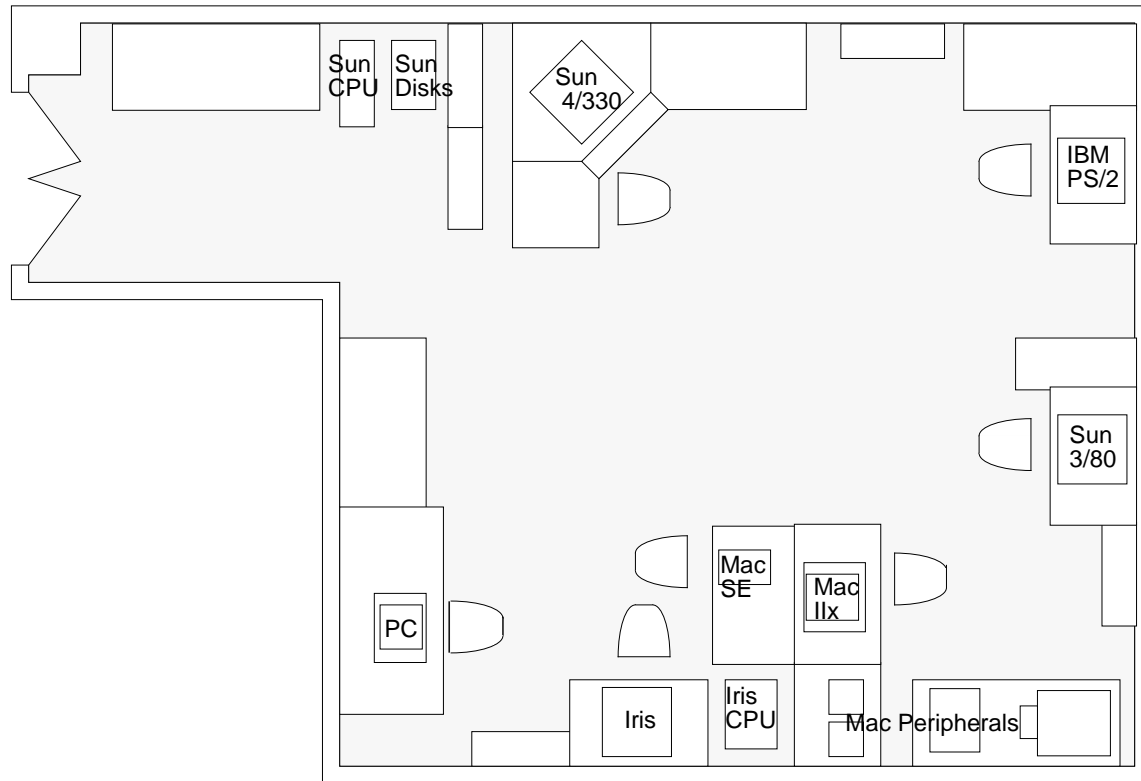 Sun
CPU
Sun
Disks
Sun
4/330
IBM
PS/2
Sun
3/80
Mac
SE
Mac
IIx
PC
Iris
Iris
CPU
Mac Peripherals